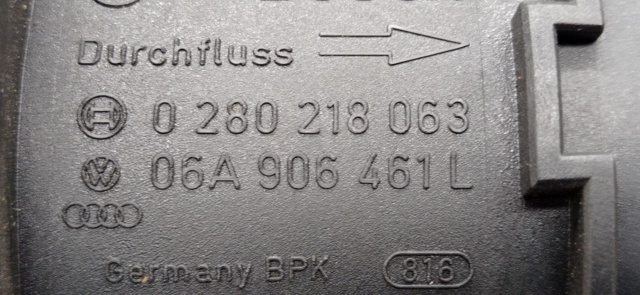 Durchfluss
0 280 218 063
06A 906 461 L
Germany BPK 816